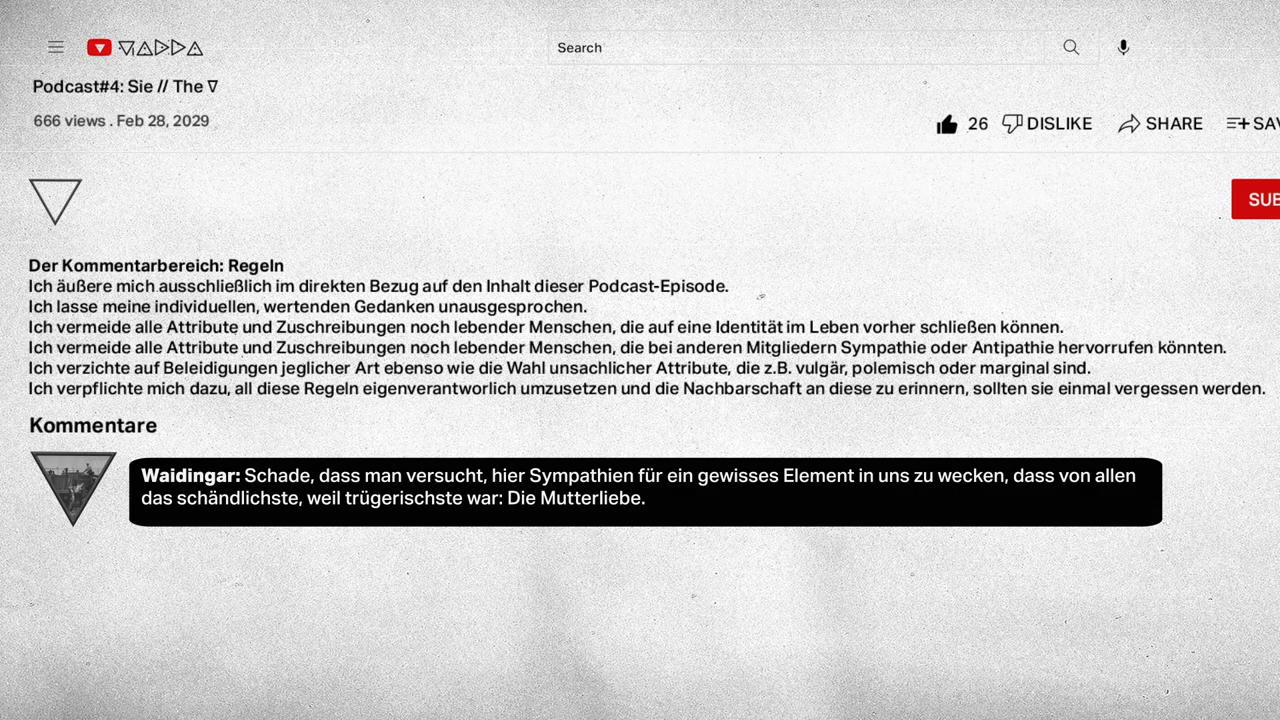 Search
Podcast#4: Sie // The ∇
666 views . Feb 28, 2029
26 DISLIKE SHARE SAV
SUB
Der Kommentarbereich: Regeln
Ich äußere mich ausschließlich im direkten Bezug auf den Inhalt dieser Podcast-Episode.
Ich lasse meine individuellen, wertenden Gedanken unausgesprochen.
Ich vermeide alle Attribute und Zuschreibungen noch lebender Menschen, die auf eine Identität im Leben vorher schließen können.
Ich vermeide alle Attribute und Zuschreibungen noch lebender Menschen, die bei anderen Mitgliedern Sympathie oder Antipathie hervorrufen könnten.
Ich verzichte auf Beleidigungen jeglicher Art ebenso wie die Wahl unsachlicher Attribute, die z.B. vulgär, polemisch oder marginal sind.
Ich verpflichte mich dazu, all diese Regeln eigenverantworlich umzusetzen und die Nachbarschaft an diese zu erinnern, sollten sie einmal vergessen werden.
Kommentare
Waidingar: Schade, dass man versucht, hier Sympathien für ein gewisses Element in uns zu wecken, dass von allen
das schändlichste, weil trügerischste war: Die Mutterliebe.